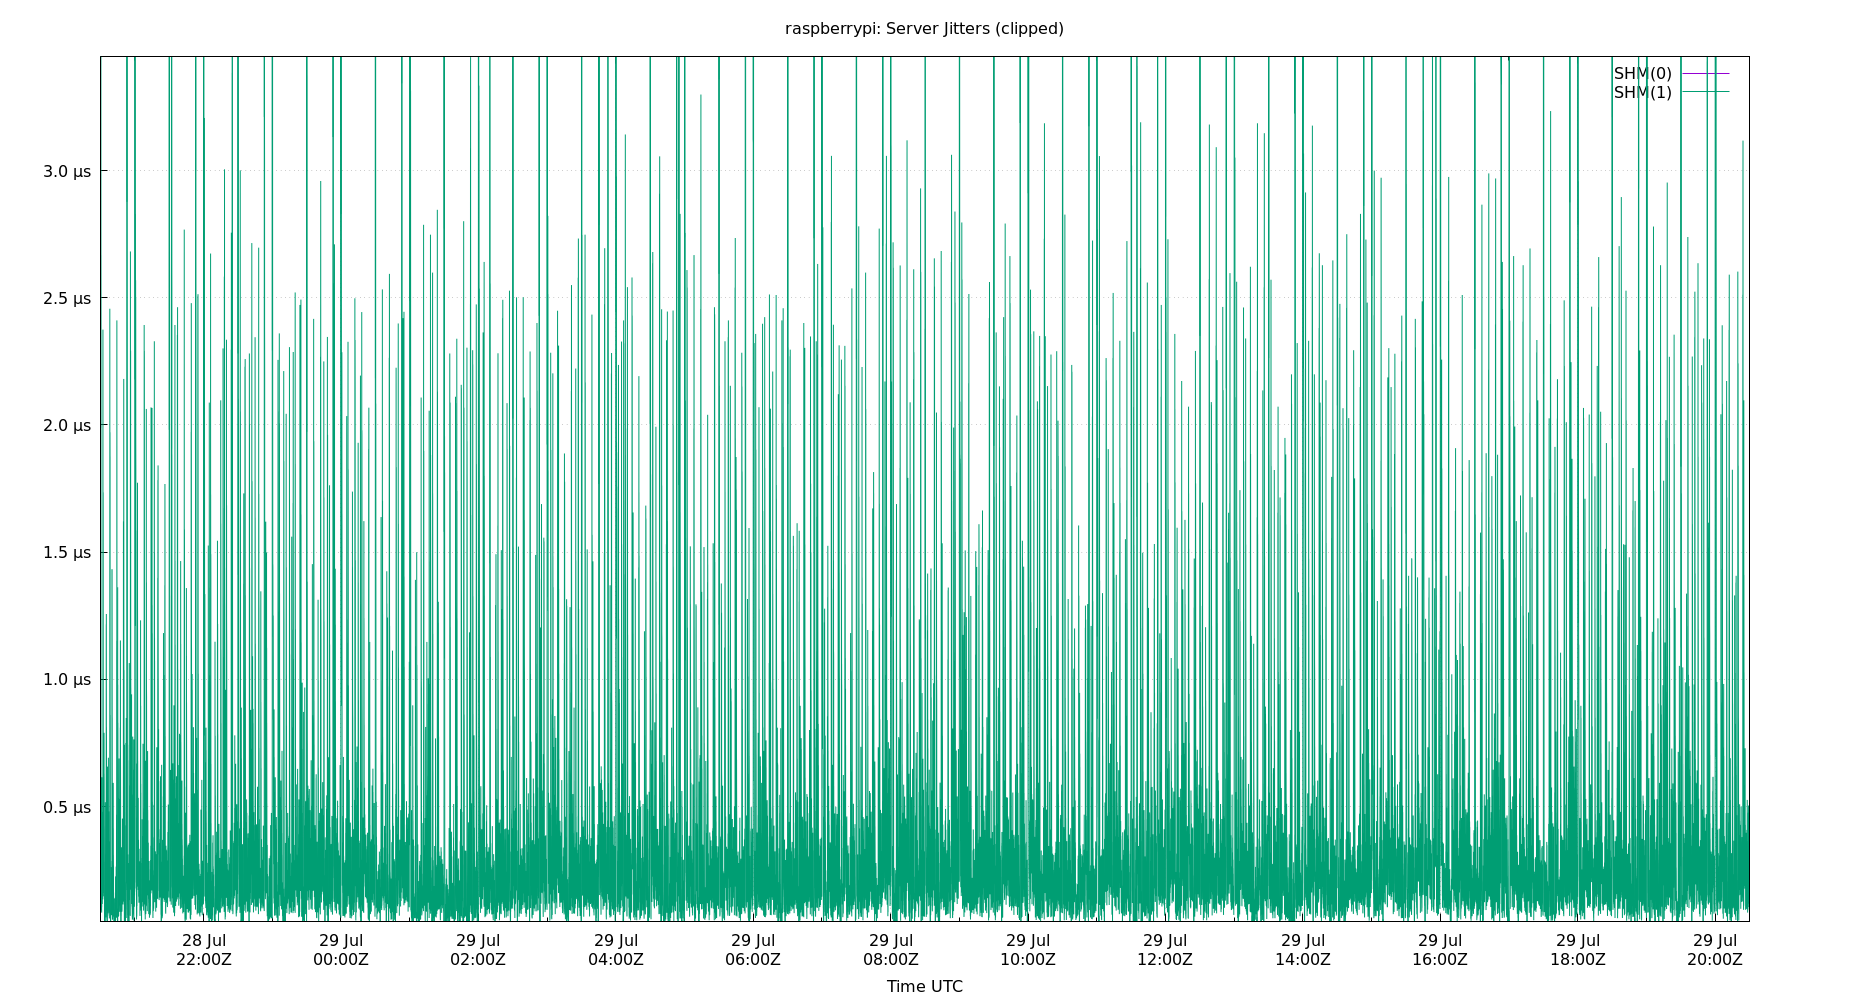 raspberrypi: Server Jitters (clipped)
SHM(0)
SHM(1)
3.0 µs
2.5 µs
2.0 µs
1.5 µs
1.0 µs
0.5 µs
28 Jul 29 Jul 29 Jul 29 Jul 29 Jul 29 Jul 29 Jul 29 Jul 29 Jul 29 Jul 29 Jul 29 Jul
22:00Z 00:00Z 02:00Z 04:00Z 06:00Z 08:00Z 10:00Z 12:00Z 14:00Z 16:00Z 18:00Z 20:00Z
Time UTC